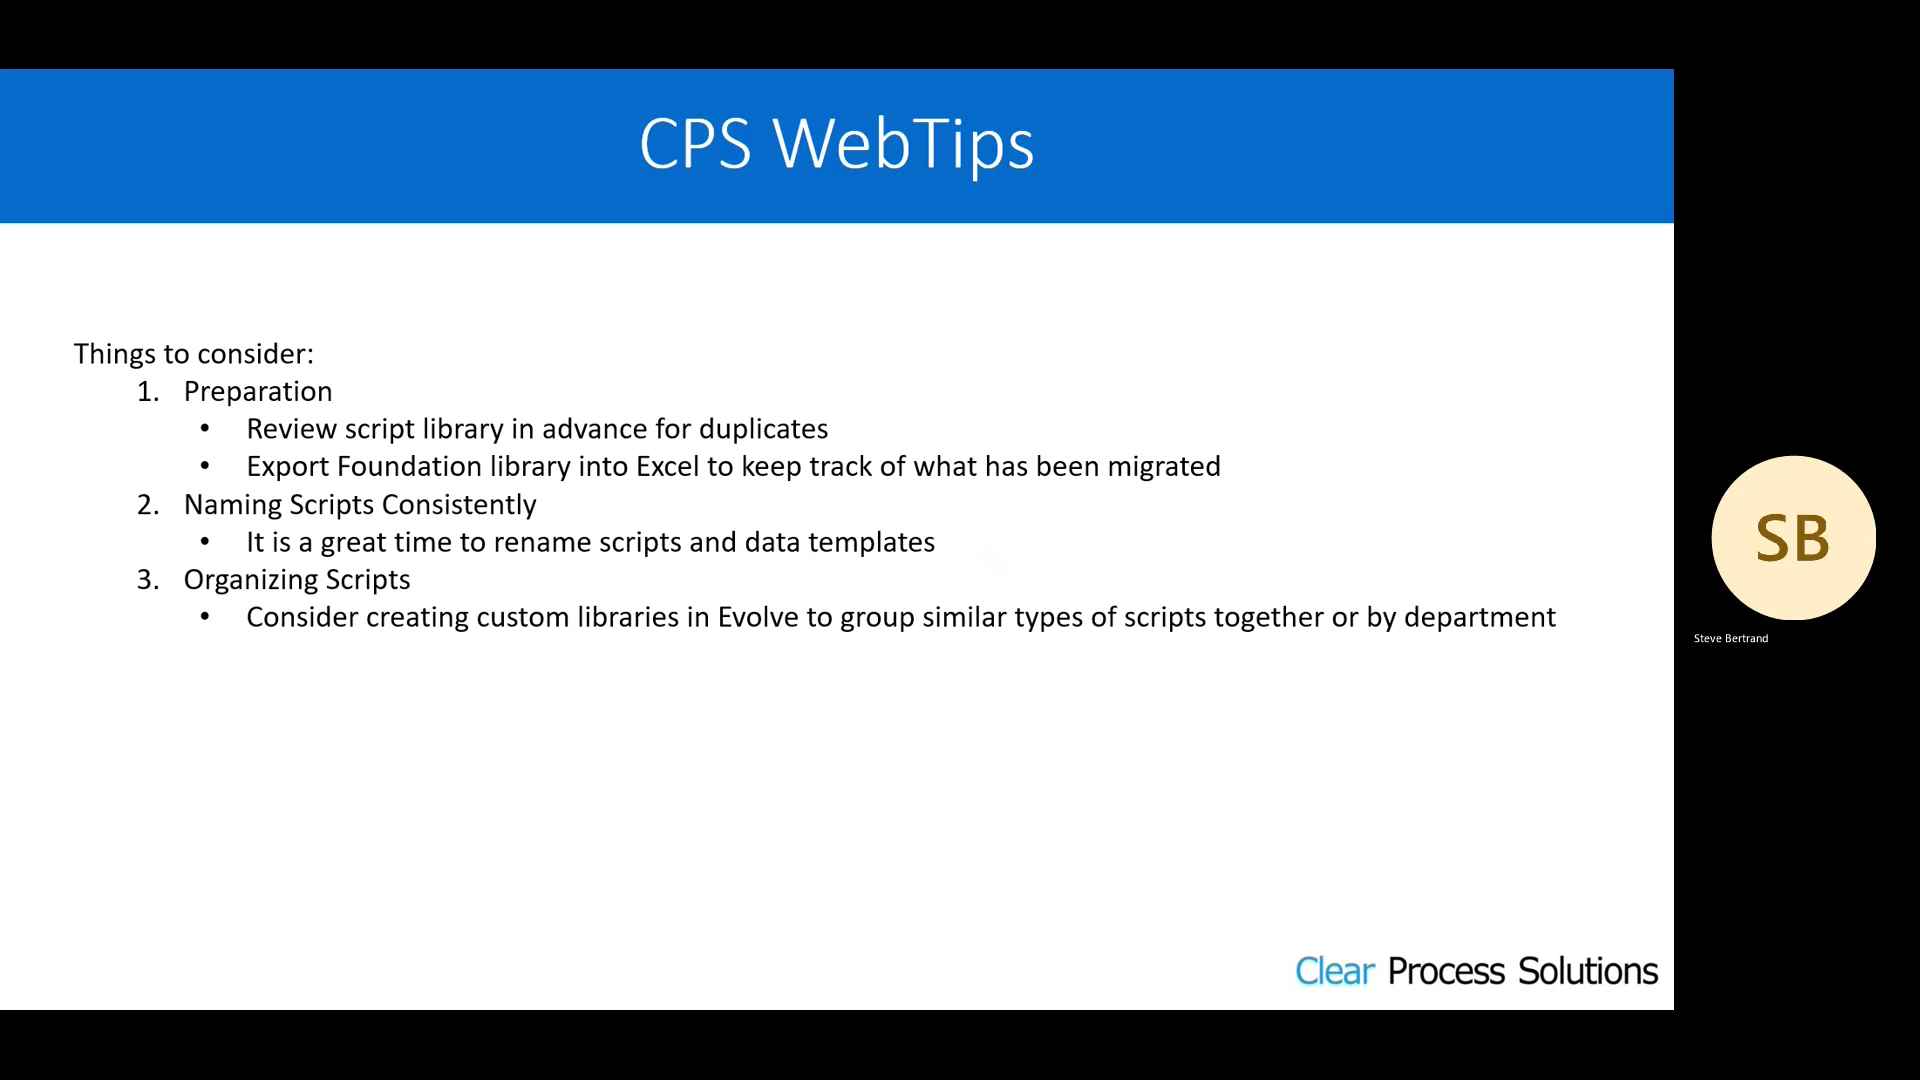 CPS WebTips
Things to consider:
1. Preparation
• Review script library in advance for duplicates
• Export Foundation library into Excel to keep track of what has been migrated
2. Naming Scripts Consistently
• It is a great time to rename scripts and data templates
3. Organizing Scripts
• Consider creating custom libraries in Evolve to group similar types of scripts together or by department
SB
Steve Bertrand
Clear Process Solutions